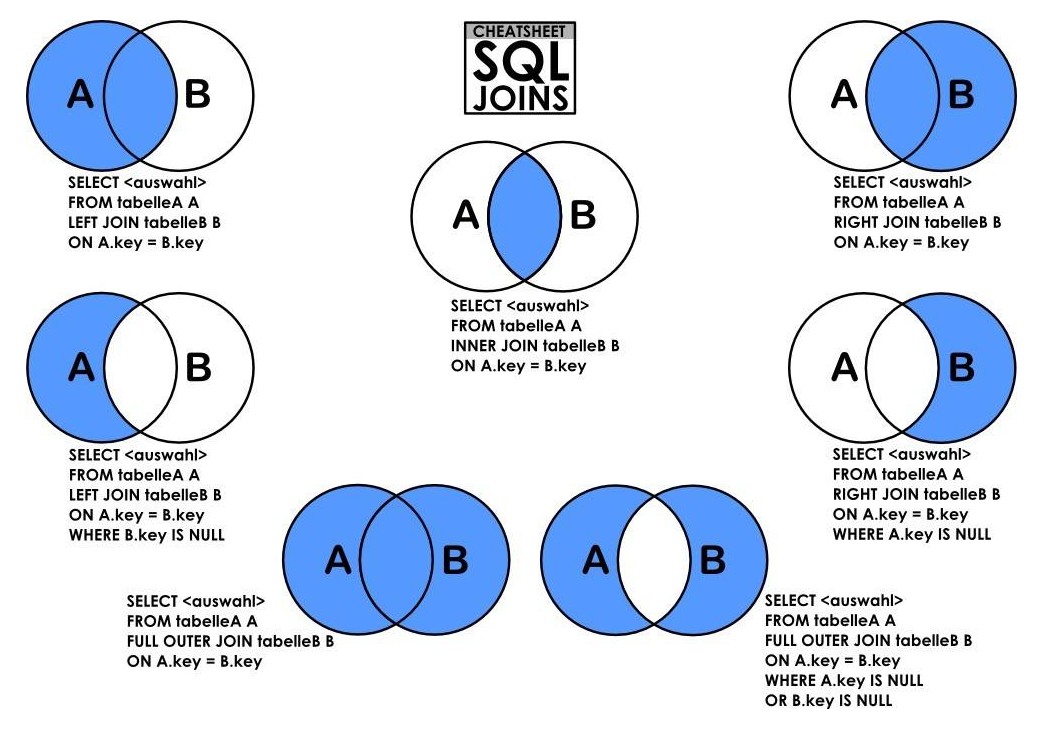 CHEATSHEET
SQL
JOINS
A B
SELECT <auswahl>
FROM tabelleA A
LEFT JOIN tabelleB B
ON A.key = B.key
A B
SELECT <auswahl>
FROM tabelleA A
INNER JOIN tabelleB B
ON A.key = B.key
A B
SELECT <auswahl>
FROM tabelleA A
RIGHT JOIN tabelleB B
ON A.key = B.key
A B
SELECT <auswahl>
FROM tabelleA A
LEFT JOIN tabelleB B
ON A.key = B.key
WHERE B.key IS NULL
A B
SELECT <auswahl>
FROM tabelleA A
RIGHT JOIN tabelleB B
ON A.key = B.key
WHERE A.key IS NULL
A B
SELECT <auswahl>
FROM tabelleA A
FULL OUTER JOIN tabelleB B
ON A.key = B.key
A B
SELECT <auswahl>
FROM tabelleA A
FULL OUTER JOIN tabelleB B
ON A.key = B.key
WHERE A.key IS NULL
OR B.key IS NULL